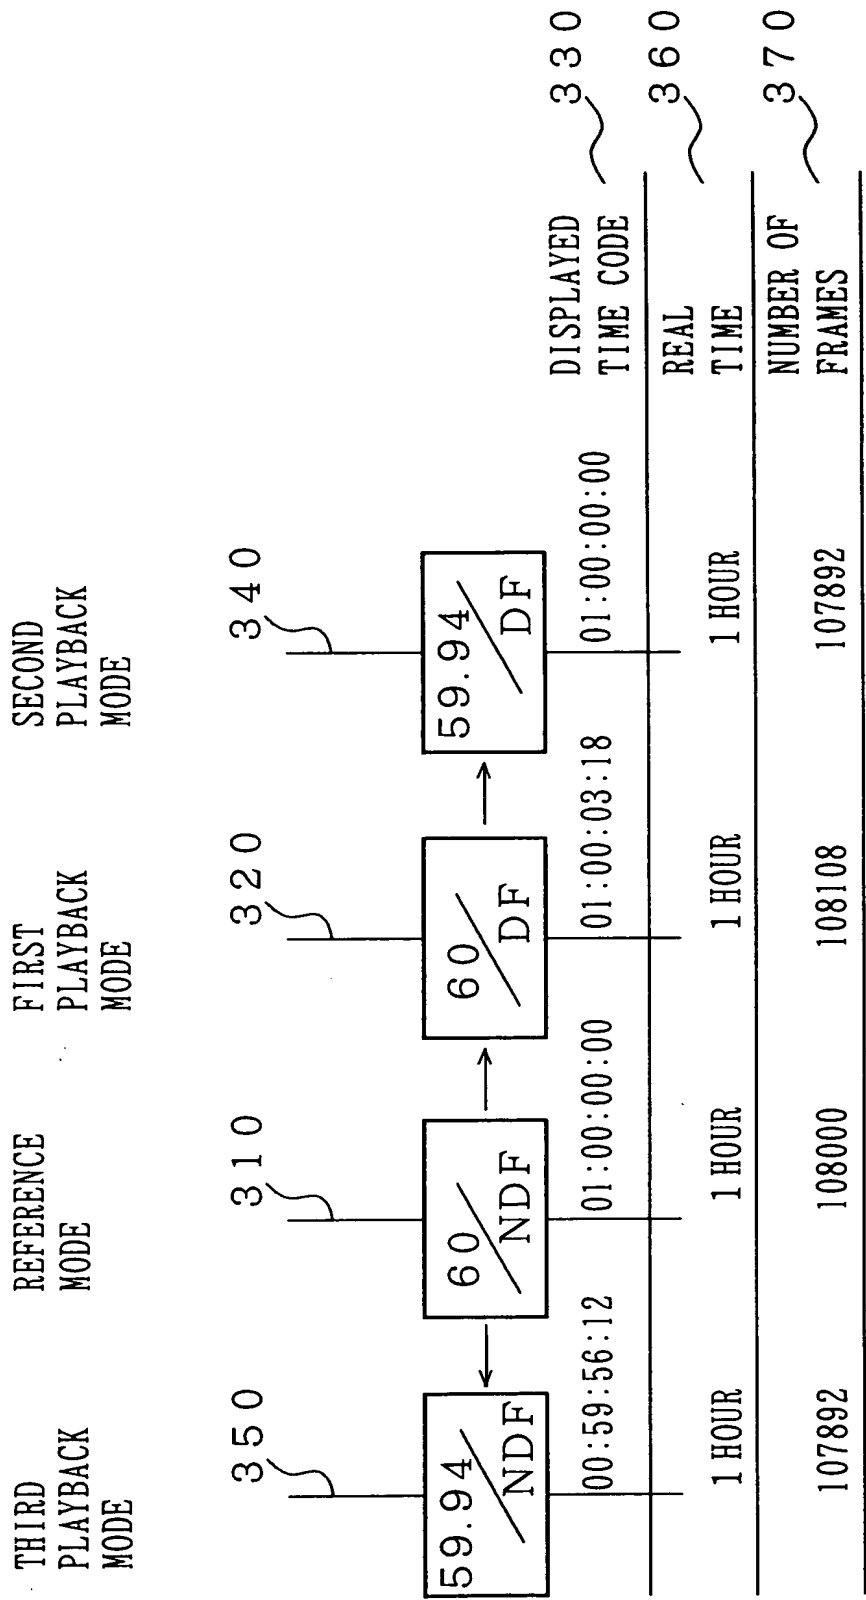 THIRD
PLAYBACK
MODE
REFERENCE
MODE
FIRST
PLAYBACK
MODE
SECOND
PLAYBACK
MODE
350
310
320
340
59.94
NDF
60
NDF
60
DF
59.94
DF
00:59:56:12
01:00:00:00
01:00:03:18
01:00:00:00
DISPLAYED
TIME CODE
330
1 HOUR
1 HOUR
1 HOUR
1 HOUR
REAL
TIME
360
107892
108000
108108
107892
NUMBER OF
FRAMES
370